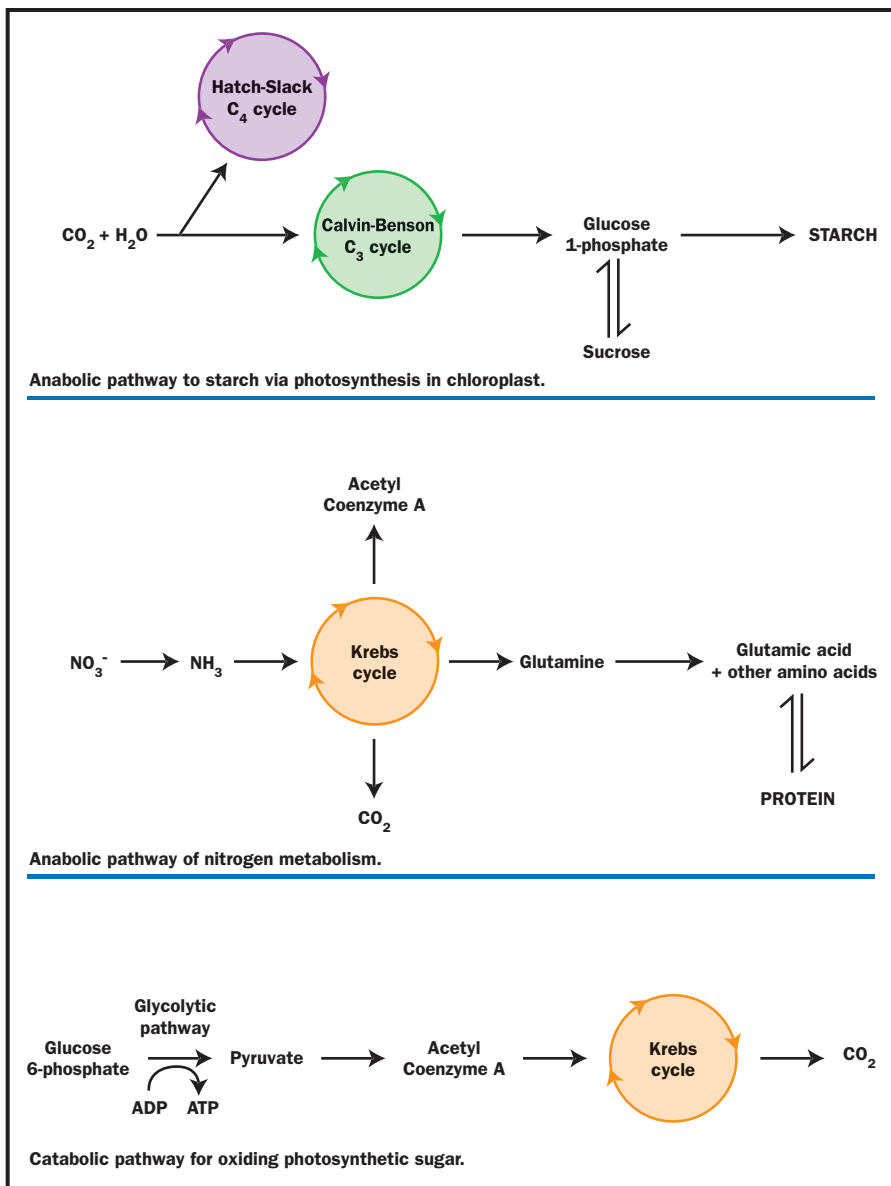 Hatch-Slack
C₄ cycle
CO₂ + H₂O
Calvin-Benson
C₃ cycle
Glucose
1-phosphate
STARCH
Sucrose
Anabolic pathway to starch via photosynthesis in chloroplast.
Acetyl
Coenzyme A
NO₃⁻
NH₃
Krebs
cycle
Glutamine
Glutamic acid
+ other amino acids
CO₂
PROTEIN
Anabolic pathway of nitrogen metabolism.
Glucose
6-phosphate
Glycolytic
pathway
ADP
ATP
Pyruvate
Acetyl
Coenzyme A
Krebs
cycle
CO₂
Catabolic pathway for oxiding photosynthetic sugar.